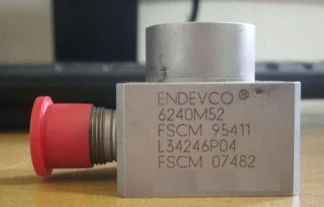 ENDEVCO ®
6240M52
FSCM 95411
L34246P04
FSCM 07482